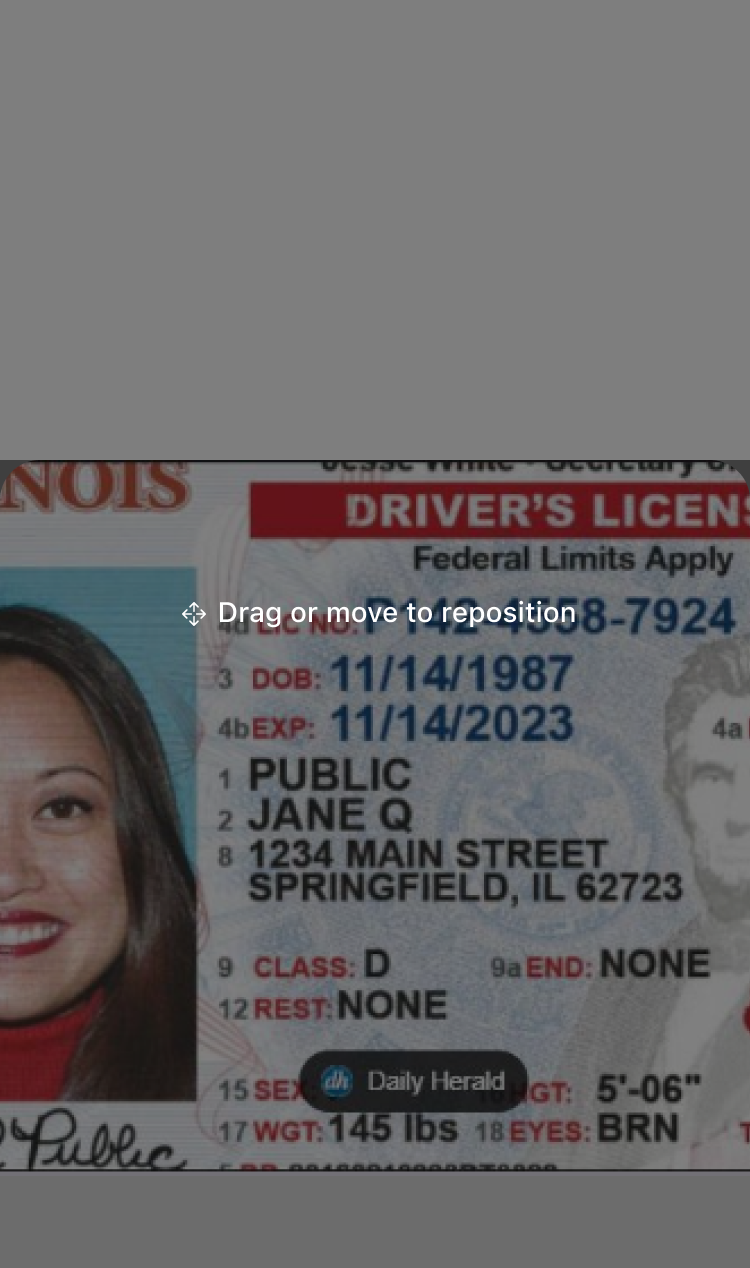 NOIS
Jesse White • Secretary o
DRIVER'S LICENS
Federal Limits Apply
4d LIC NO: P142-4558-7924
Drag or move to reposition
3 DOB: 11/14/1987
4b EXP: 11/14/2023
4a
1 PUBLIC
2 JANE Q
8 1234 MAIN STREET
SPRINGFIELD, IL 62723
9 CLASS: D 9a END: NONE
12 REST: NONE
15 SEX 16 HGT: 5'-06"
dh Daily Herald
17 WGT: 145 lbs 18 EYES: BRN
Public